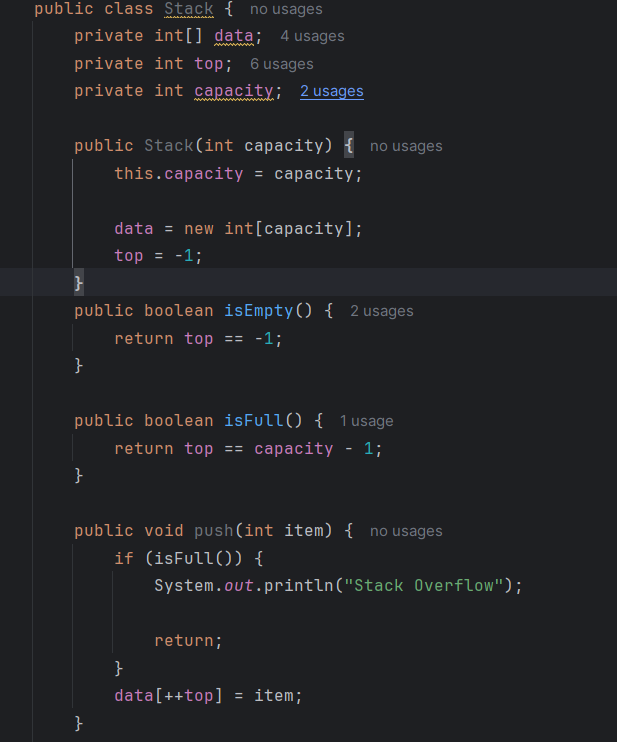 public class Stack { no usages
    private int[] data; 4 usages
    private int top; 6 usages
    private int capacity; 2 usages
    public Stack(int capacity) { no usages
        this.capacity = capacity;
        data = new int[capacity];
        top = -1;
    }
    public boolean isEmpty() { 2 usages
        return top == -1;
    }
    public boolean isFull() { 1 usage
        return top == capacity - 1;
    }
    public void push(int item) { no usages
        if (isFull()) {
            System.out.println("Stack Overflow");
            return;
        }
        data[++top] = item;
    }